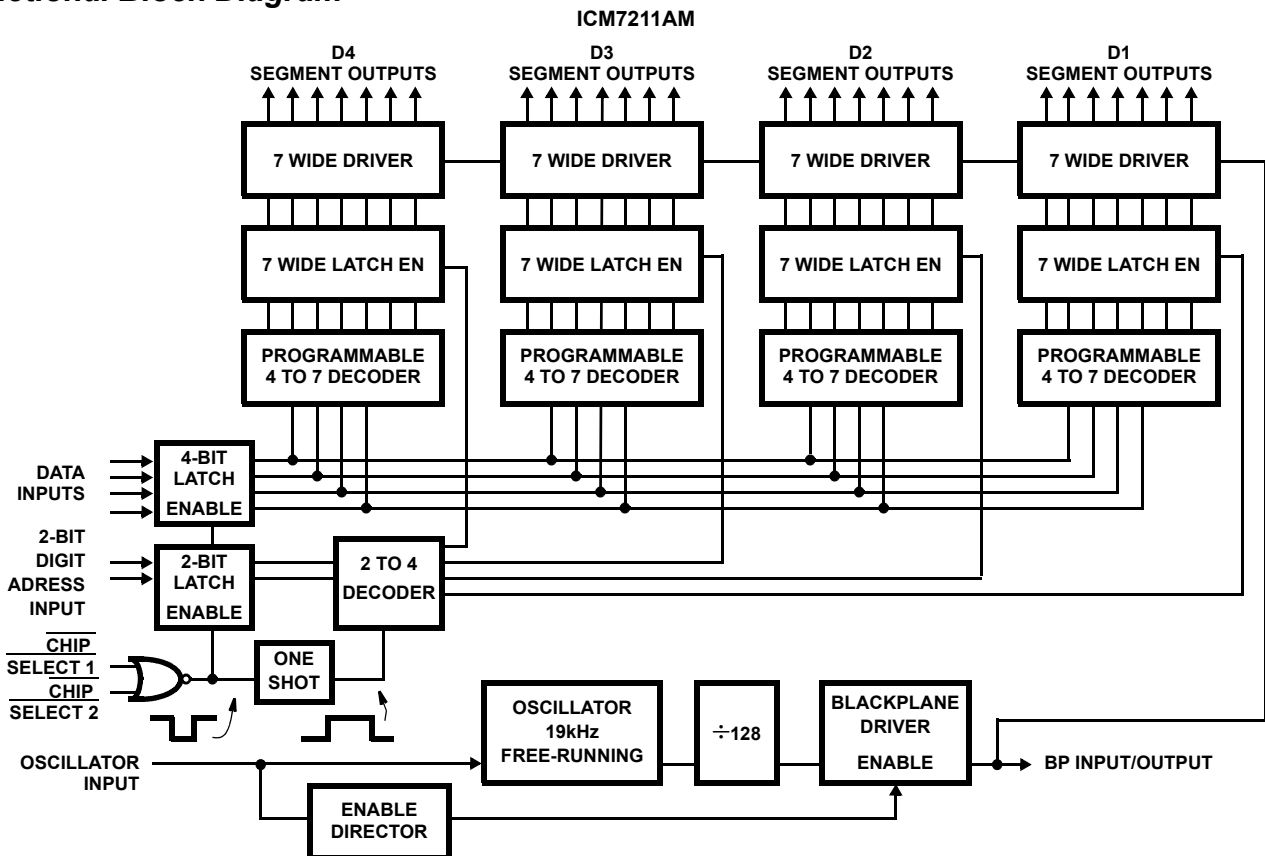 ICM7211AM
D4
SEGMENT OUTPUTS
D3
SEGMENT OUTPUTS
D2
SEGMENT OUTPUTS
D1
SEGMENT OUTPUTS
7 WIDE DRIVER
7 WIDE DRIVER
7 WIDE DRIVER
7 WIDE DRIVER
7 WIDE LATCH EN
7 WIDE LATCH EN
7 WIDE LATCH EN
7 WIDE LATCH EN
PROGRAMMABLE
4 TO 7 DECODER
PROGRAMMABLE
4 TO 7 DECODER
PROGRAMMABLE
4 TO 7 DECODER
PROGRAMMABLE
4 TO 7 DECODER
DATA
INPUTS
4-BIT
LATCH
ENABLE
2-BIT
DIGIT
ADRESS
INPUT
2-BIT
LATCH
ENABLE
2 TO 4
DECODER
CHIP
SELECT 1
CHIP
SELECT 2
ONE
SHOT
OSCILLATOR
INPUT
OSCILLATOR
19kHz
FREE-RUNNING
÷128
BLACKPLANE
DRIVER
ENABLE
BP INPUT/OUTPUT
ENABLE
DIRECTOR